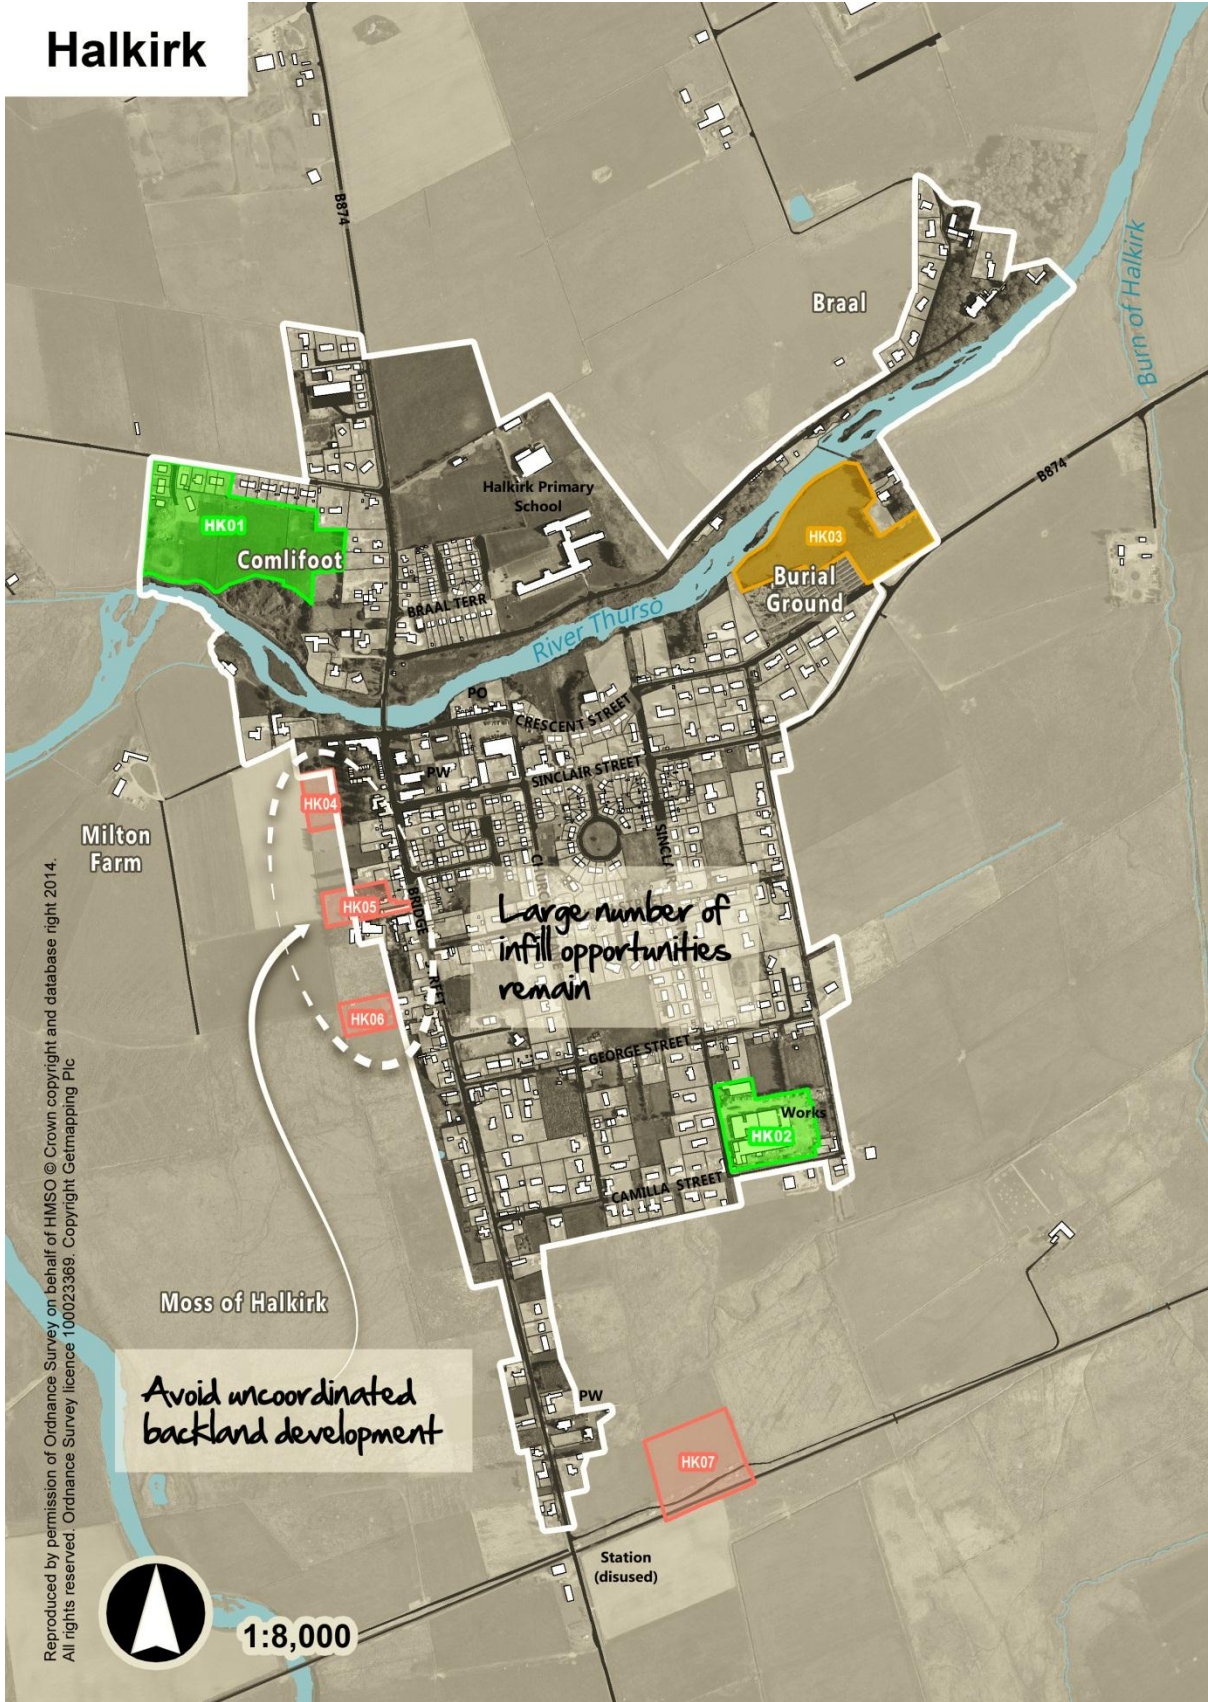 Halkirk
B874
Burn of Halkirk
Braal
B874
Halkirk Primary
School
HK01
Comlifoot
HK03
Burial
Ground
BRAAL TERR
River Thurso
PO
CRESCENT STREET
PW
SINCLAIR STREET
HK04
Milton
Farm
SINCLAIR
CHURCH
HK05
BRIDGE
STREET
Large number of
infill opportunities
remain
HK06
GEORGE STREET
Works
HK02
CAMILLA STREET
Moss of Halkirk
Avoid uncoordinated
backland development
PW
HK07
Station
(disused)
1:8,000
Reproduced by permission of Ordnance Survey on behalf of HMSO © Crown copyright and database right 2014.
All rights reserved. Ordnance Survey licence 100023369. Copyright Getmapping Plc